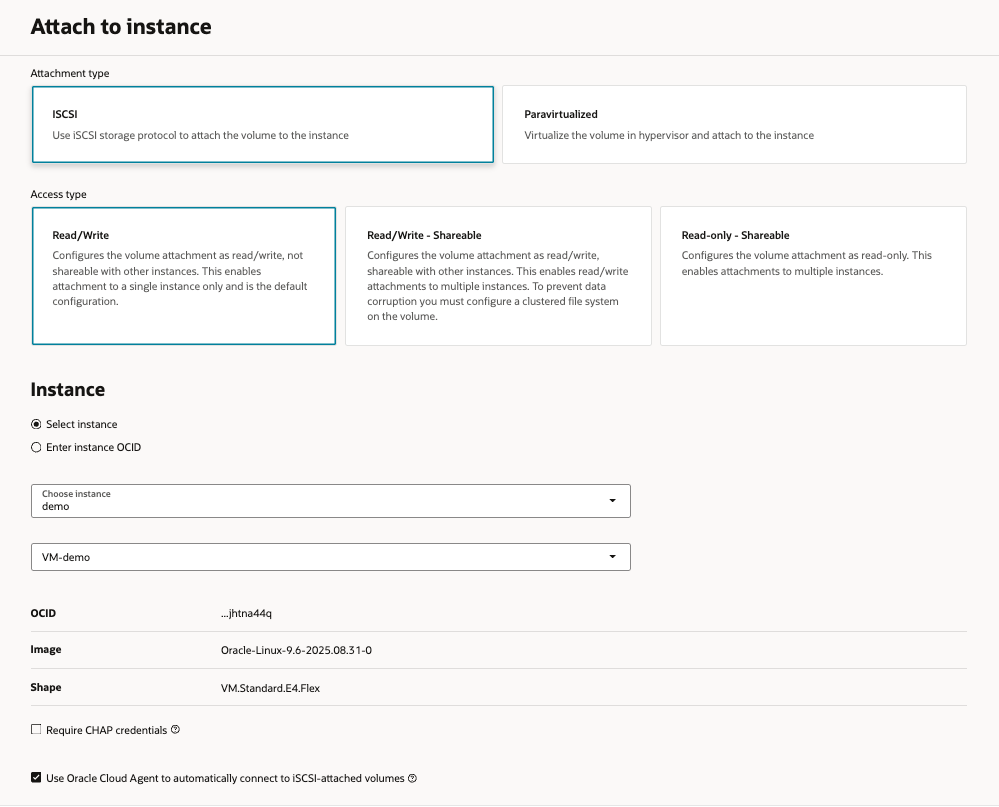 Attach to instance
Attachment type
ISCSI
Use iSCSI storage protocol to attach the volume to the instance
Paravirtualized
Virtualize the volume in hypervisor and attach to the instance
Access type
Read/Write
Configures the volume attachment as read/write, not
shareable with other instances. This enables
attachment to a single instance only and is the default
configuration.
Read/Write - Shareable
Configures the volume attachment as read/write,
shareable with other instances. This enables read/write
attachments to multiple instances. To prevent data
corruption you must configure a clustered file system
on the volume.
Read-only - Shareable
Configures the volume attachment as read-only. This
enables attachments to multiple instances.
Instance
Select instance
Enter instance OCID
Choose instance
demo
VM-demo
OCID ...jhtna44q
Image Oracle-Linux-9.6-2025.08.31-0
Shape VM.Standard.E4.Flex
Require CHAP credentials
Use Oracle Cloud Agent to automatically connect to iSCSI-attached volumes